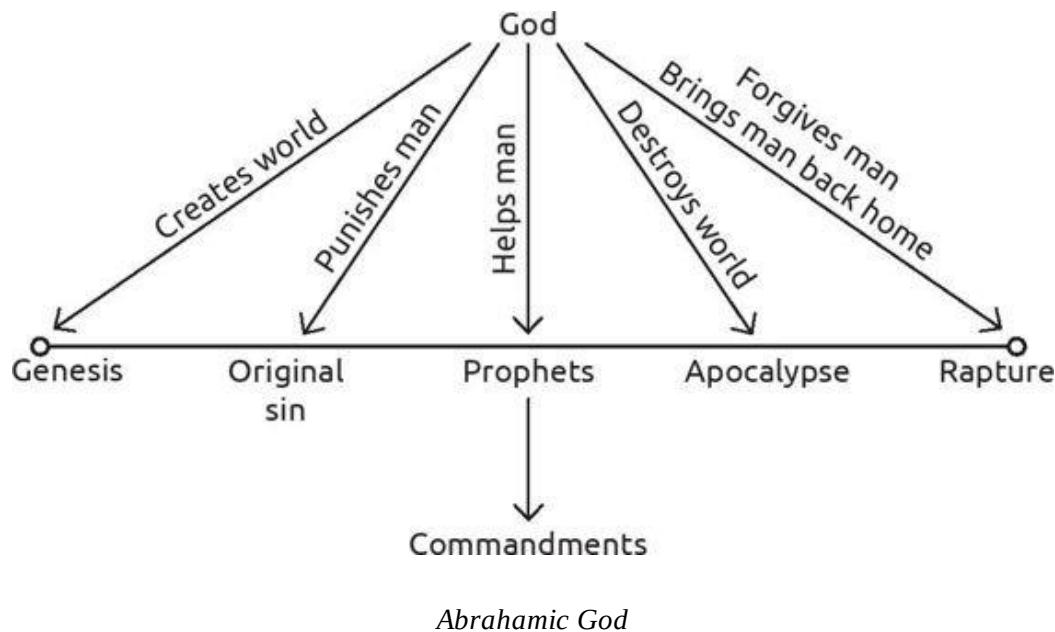 God
Creates world
Punishes man
Helps man
Destroys world
Forgives man
Brings man back home
Genesis
Original
sin
Prophets
Apocalypse
Rapture
Commandments
Abrahamic God